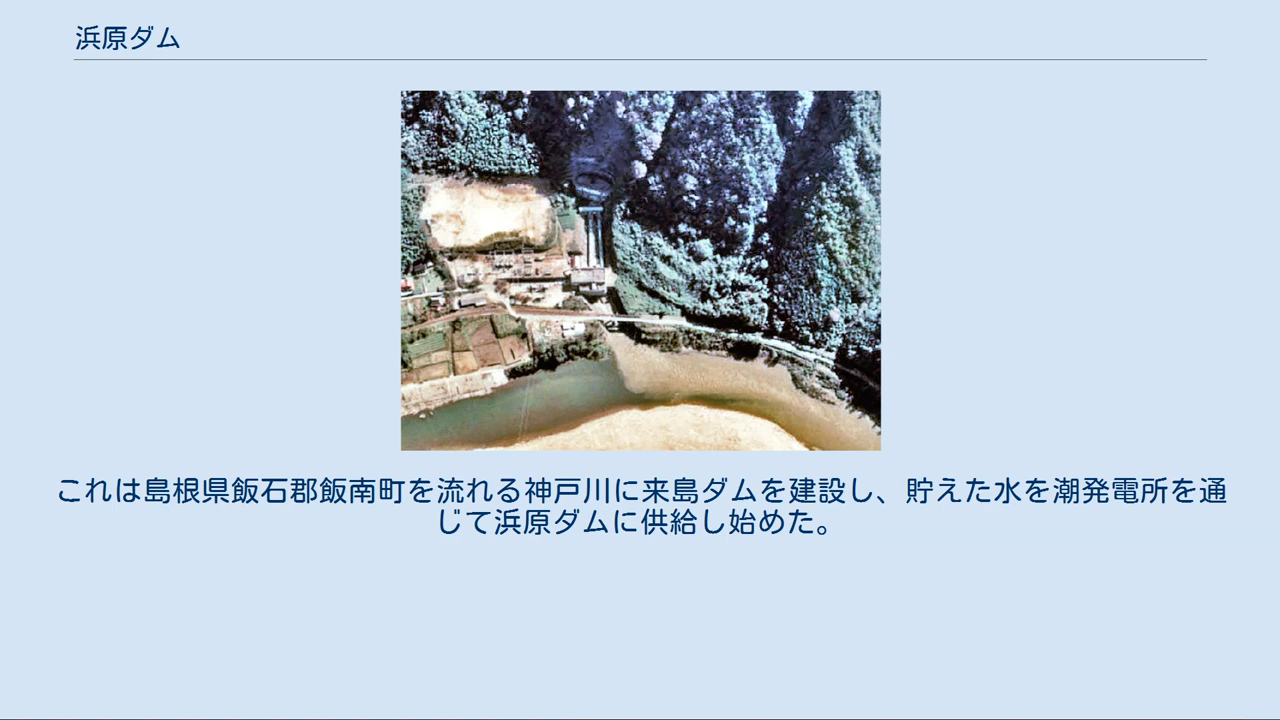 浜原ダム
これは島根県飯石郡飯南町を流れる神戸川に来島ダムを建設し、貯えた水を潮発電所を通
じて浜原ダムに供給し始めた。